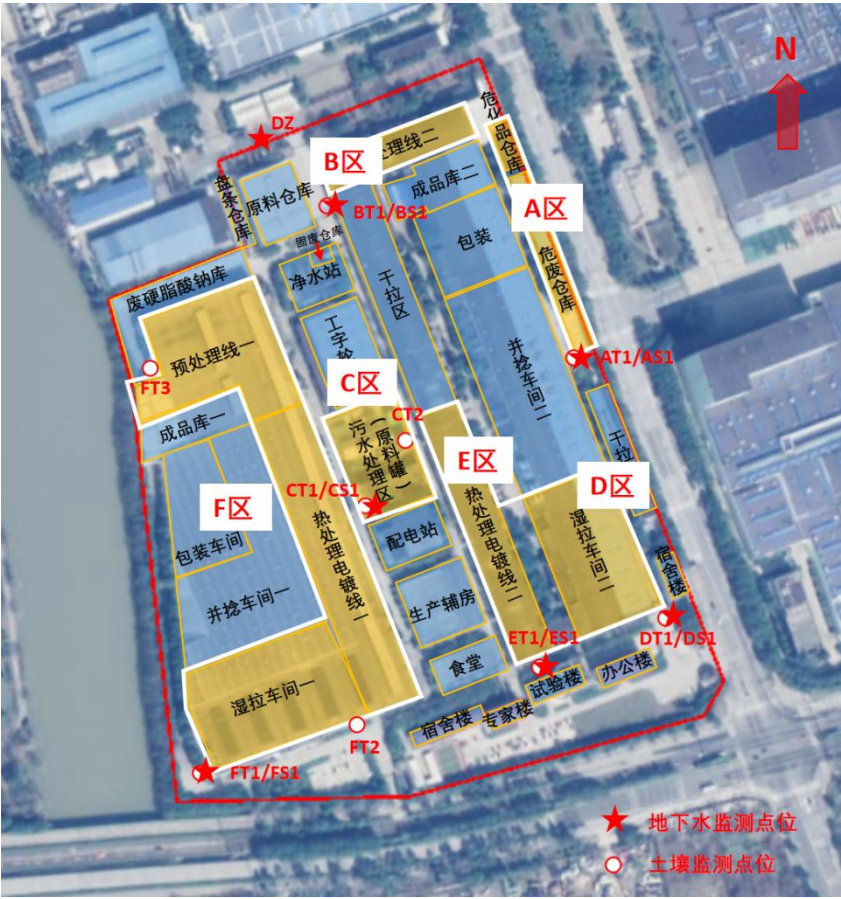 N
DZ
危化品仓库
处理线二
B区
成品库二
盘条仓库
原料仓库
BT1/BS1
A区
固废仓库
包装
净水站
干拉区
危废仓库
废硬脂酸钠库
工字轮
预处理线一
并捻车间二
AT1/AS1
FT3
C区
成品库一
CT2
污水处理区
（原料罐）
干拉
E区
D区
CT1/CS1
F区
热处理电镀线一
配电站
热处理电镀线二
湿拉车间二
包装车间
宿舍楼
并捻车间一
生产辅房
ET1/ES1
DT1/DS1
食堂
试验楼
办公楼
湿拉车间一
宿舍楼
专家楼
FT2
FT1/FS1
地下水监测点位
土壤监测点位